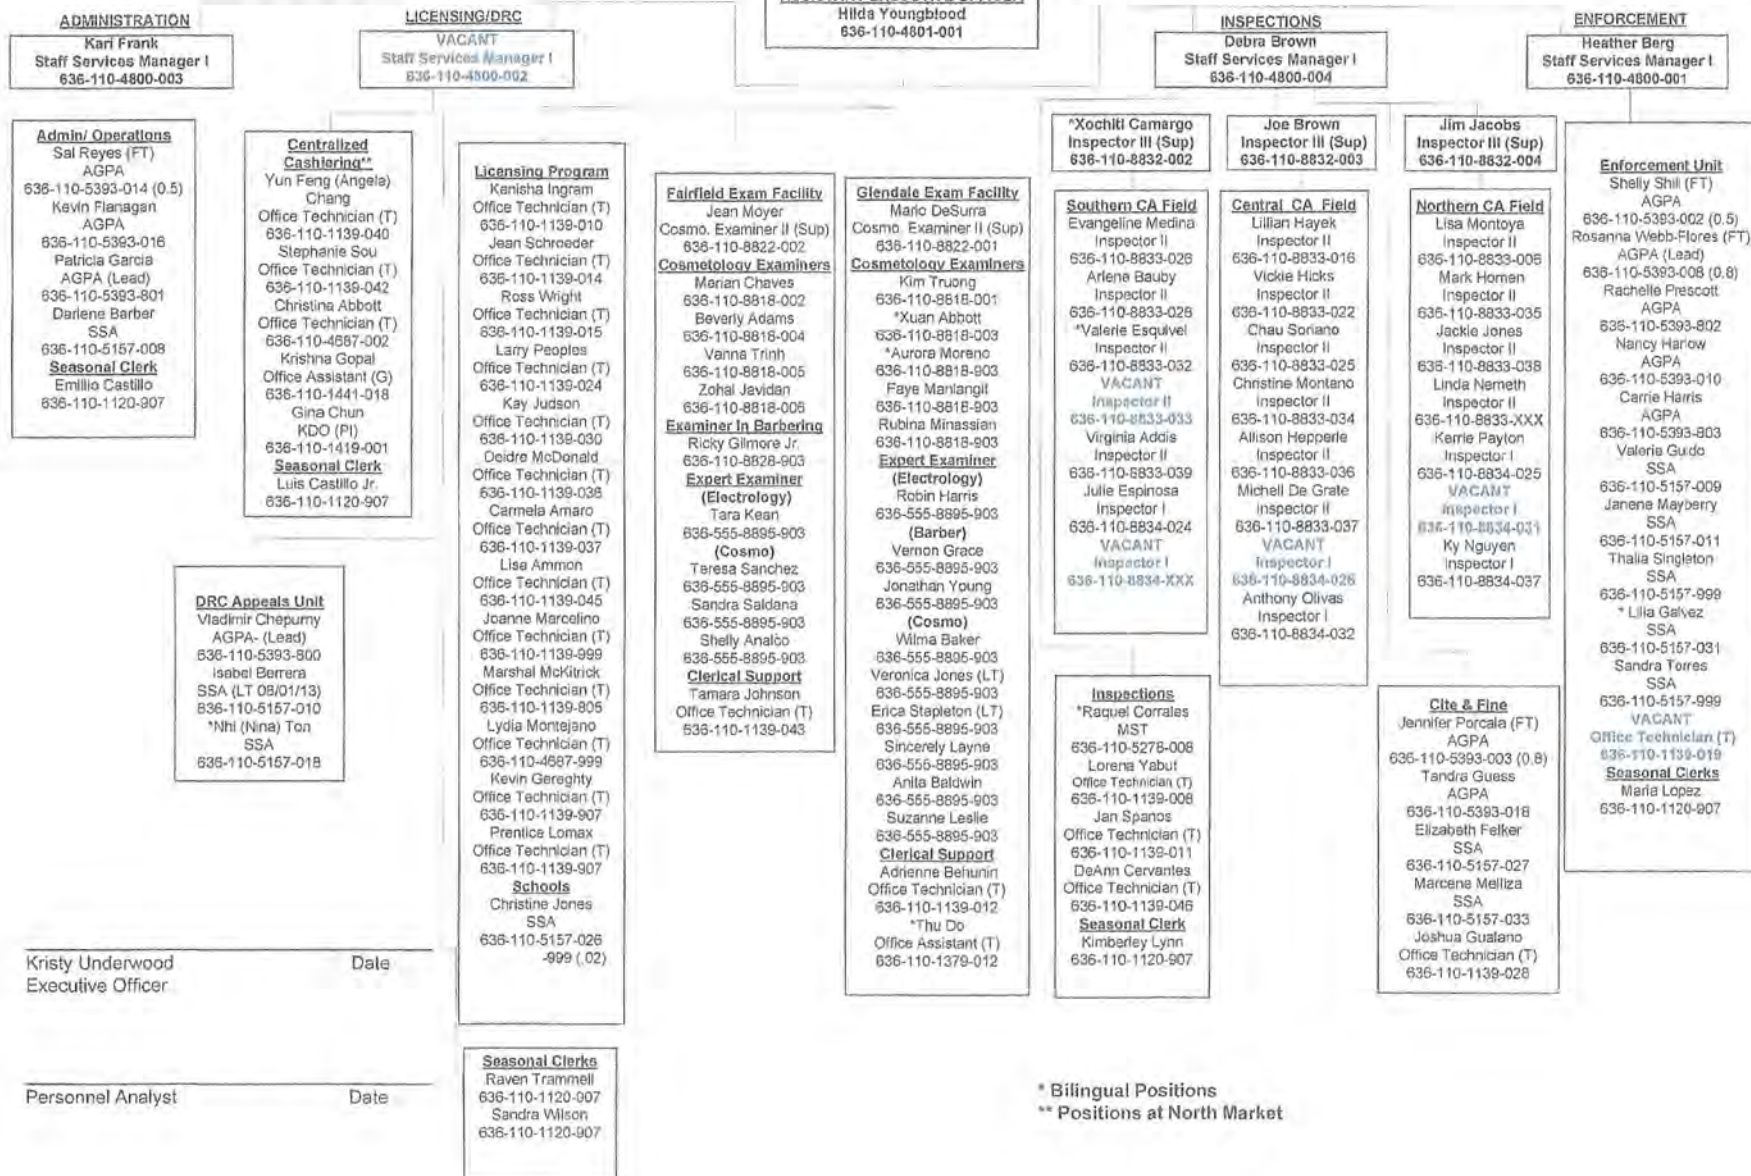 Hilda Youngblood
636-110-4801-001
ADMINISTRATION
Kari Frank
Staff Services Manager I
636-110-4800-003
LICENSING/DRC
VACANT
Staff Services Manager I
636-110-4800-002
INSPECTIONS
Debra Brown
Staff Services Manager I
636-110-4800-004
ENFORCEMENT
Heather Berg
Staff Services Manager I
636-110-4800-001
Admin/ Operations
Sal Reyes (FT)
AGPA
636-110-5393-014 (0.5)
Kevin Flanagan
AGPA
636-110-5393-016
Patricia Garcia
AGPA (Lead)
636-110-5393-801
Darlene Barber
SSA
636-110-5157-008
Seasonal Clerk
Emillio Castillo
636-110-1120-907
Centralized
Cashiering**
Yun Feng (Angela)
Chang
Office Technician (T)
636-110-1139-040
Stephanie Sou
Office Technician (T)
636-110-1139-042
Christina Abbott
Office Technician (T)
636-110-4687-002
Krishna Gopal
Office Assistant (G)
636-110-1441-018
Gina Chun
KDO (PI)
636-110-1419-001
Seasonal Clerk
Luis Castillo Jr.
636-110-1120-907
DRC Appeals Unit
Vladimir Chepurny
AGPA- (Lead)
636-110-5393-800
Isabel Berrera
SSA (LT 08/01/13)
636-110-5157-010
*Nhi (Nina) Ton
SSA
636-110-5157-018
Licensing Program
Kenisha Ingram
Office Technician (T)
636-110-1139-010
Jean Schroeder
Office Technician (T)
636-110-1139-014
Ross Wright
Office Technician (T)
636-110-1139-015
Larry Peoples
Office Technician (T)
636-110-1139-024
Kay Judson
Office Technician (T)
636-110-1139-030
Deidre McDonald
Office Technician (T)
636-110-1139-036
Carmela Amaro
Office Technician (T)
636-110-1139-037
Lisa Ammon
Office Technician (T)
636-110-1139-045
Joanne Marcelino
Office Technician (T)
636-110-1139-999
Marshal McKitrick
Office Technician (T)
636-110-1139-805
Lydia Montejano
Office Technician (T)
636-110-4687-999
Kevin Gereghty
Office Technician (T)
636-110-1139-907
Prentice Lomax
Office Technician (T)
636-110-1139-907
Schools
Christine Jones
SSA
636-110-5157-026
-999 (.02)
Seasonal Clerks
Raven Trammell
636-110-1120-907
Sandra Wilson
636-110-1120-907
Fairfield Exam Facility
Jean Moyer
Cosmo. Examiner II (Sup)
636-110-8822-002
Cosmetology Examiners
Marian Chaves
636-110-8818-002
Beverly Adams
636-110-8818-004
Vanna Trinh
636-110-8818-005
Zohal Javidan
636-110-8818-006
Examiner In Barbering
Ricky Gilmore Jr.
636-110-8828-903
Expert Examiner
(Electrology)
Tara Kean
636-555-8895-903
(Cosmo)
Teresa Sanchez
636-555-8895-903
Sandra Saldana
636-555-8895-903
Shelly Analco
636-555-8895-903
Clerical Support
Tamara Johnson
Office Technician (T)
636-110-1139-043
Glendale Exam Facility
Mario DeSurra
Cosmo. Examiner II (Sup)
636-110-8822-001
Cosmetology Examiners
Kim Truong
636-110-8818-001
*Xuan Abbott
636-110-8818-003
*Aurora Moreno
636-110-8818-903
Faye Manlangit
636-110-8818-903
Rubina Minassian
636-110-8818-903
Expert Examiner
(Electrology)
Robin Harris
636-555-8895-903
(Barber)
Vernon Grace
636-555-8895-903
Jonathan Young
636-555-8895-903
(Cosmo)
Wilma Baker
636-555-8895-903
Veronica Jones (LT)
636-555-8895-903
Erica Stapleton (LT)
636-555-8895-903
Sincerely Layne
636-555-8895-903
Anita Baldwin
636-555-8895-903
Suzanne Leslie
636-555-8895-903
Clerical Support
Adrienne Behunin
Office Technician (T)
636-110-1139-012
*Thu Do
Office Assistant (T)
636-110-1379-012
*Xochitl Camargo
Inspector III (Sup)
636-110-8832-002
Southern CA Field
Evangeline Medina
Inspector II
636-110-8833-026
Arlene Bauby
Inspector II
636-110-8833-028
*Valerie Esquivel
Inspector II
636-110-8833-032
VACANT
Inspector II
636-110-8833-033
Virginia Addis
Inspector II
636-110-8833-039
Julie Espinosa
Inspector I
636-110-8834-024
VACANT
Inspector I
636-110-8834-XXX
Inspections
*Raquel Corrales
MST
636-110-5278-008
Lorena Yabut
Office Technician (T)
636-110-1139-008
Jan Spanos
Office Technician (T)
636-110-1139-011
DeAnn Cervantes
Office Technician (T)
636-110-1139-046
Seasonal Clerk
Kimberley Lynn
636-110-1120-907
Joe Brown
Inspector III (Sup)
636-110-8832-003
Central CA Field
Lillian Hayek
Inspector II
636-110-8833-016
Vickie Hicks
Inspector II
636-110-8833-022
Chau Soriano
Inspector II
636-110-8833-025
Christine Montano
Inspector II
636-110-8833-034
Allison Hepperle
Inspector II
636-110-8833-036
Michell De Grate
Inspector II
636-110-8833-037
VACANT
Inspector I
636-110-8834-026
Anthony Olivas
Inspector I
636-110-8834-032
Jim Jacobs
Inspector III (Sup)
636-110-8832-004
Northern CA Field
Lisa Montoya
Inspector II
636-110-8833-006
Mark Homen
Inspector II
636-110-8833-035
Jackie Jones
Inspector II
636-110-8833-038
Linda Nemeth
Inspector II
636-110-8833-XXX
Kerrie Payton
Inspector I
636-110-8834-025
VACANT
Inspector I
636-110-8834-031
Ky Nguyen
Inspector I
636-110-8834-037
Cite & Fine
Jennifer Porcala (FT)
AGPA
636-110-5393-003 (0.8)
Tandra Guess
AGPA
636-110-5393-018
Elizabeth Felker
SSA
636-110-5157-027
Marcene Melliza
SSA
636-110-5157-033
Joshua Gualano
Office Technician (T)
636-110-1139-028
Enforcement Unit
Shelly Shill (FT)
AGPA
636-110-5393-002 (0.5)
Rosanna Webb-Flores (FT)
AGPA (Lead)
636-110-5393-008 (0.8)
Rachelle Prescott
AGPA
636-110-5393-802
Nancy Harlow
AGPA
636-110-5393-010
Carrie Harris
AGPA
636-110-5393-803
Valerie Guido
SSA
636-110-5157-009
Janene Mayberry
SSA
636-110-5157-011
Thalia Singleton
SSA
636-110-5157-999
* Lilia Galvez
SSA
636-110-5157-031
Sandra Torres
SSA
636-110-5157-999
VACANT
Office Technician (T)
636-110-1139-019
Seasonal Clerks
Maria Lopez
636-110-1120-907
Kristy Underwood Date
Executive Officer
Personnel Analyst Date
* Bilingual Positions
** Positions at North Market